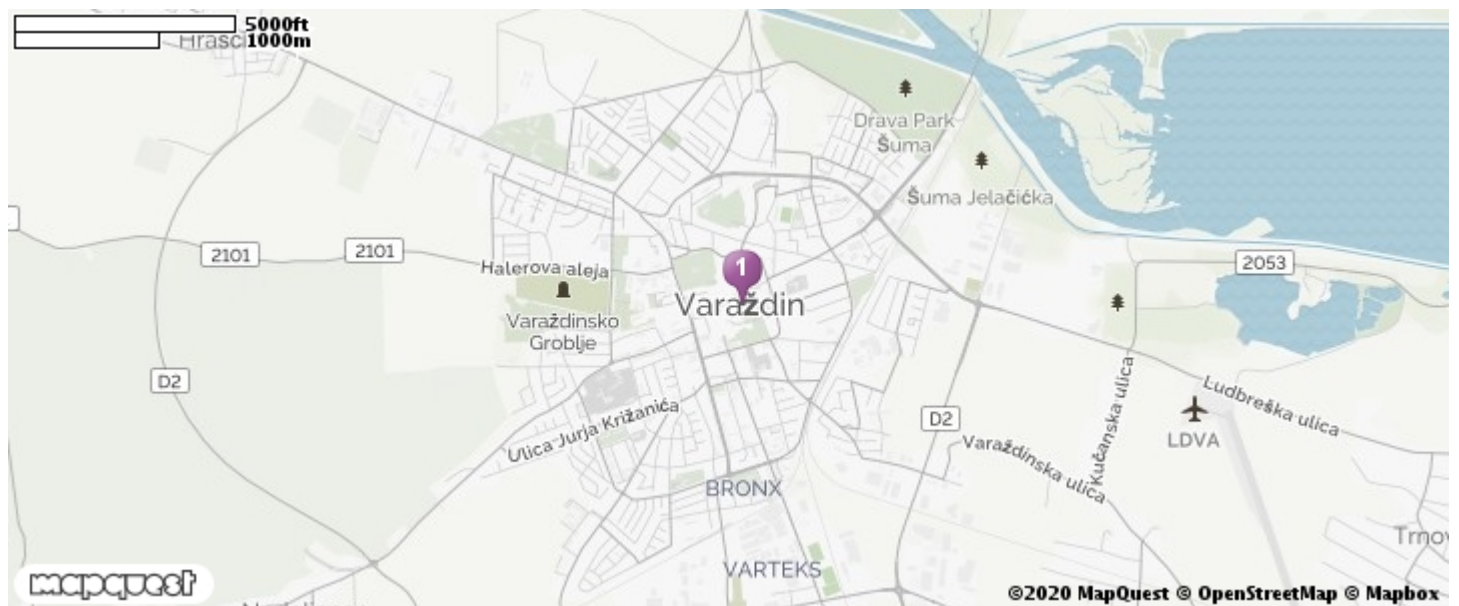 5000ft
1000m
Drava Park
Šuma
Šuma Jelačićka
2101
2101
2053
Halerova aleja
1
Varaždin
Varaždinsko
Groblje
D2
Ulica Jurja Križanića
D2
Ludbreška ulica
Kučanska ulica
LDVA
Varaždinska ulica
BRONX
VARTEKS
mapquest
©2020 MapQuest © OpenStreetMap © Mapbox